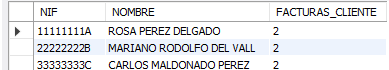 NIF NOMBRE FACTURAS_CLIENTE
11111111A ROSA PEREZ DELGADO 2
22222222B MARIANO RODOLFO DEL VALL 2
33333333C CARLOS MALDONADO PEREZ 2